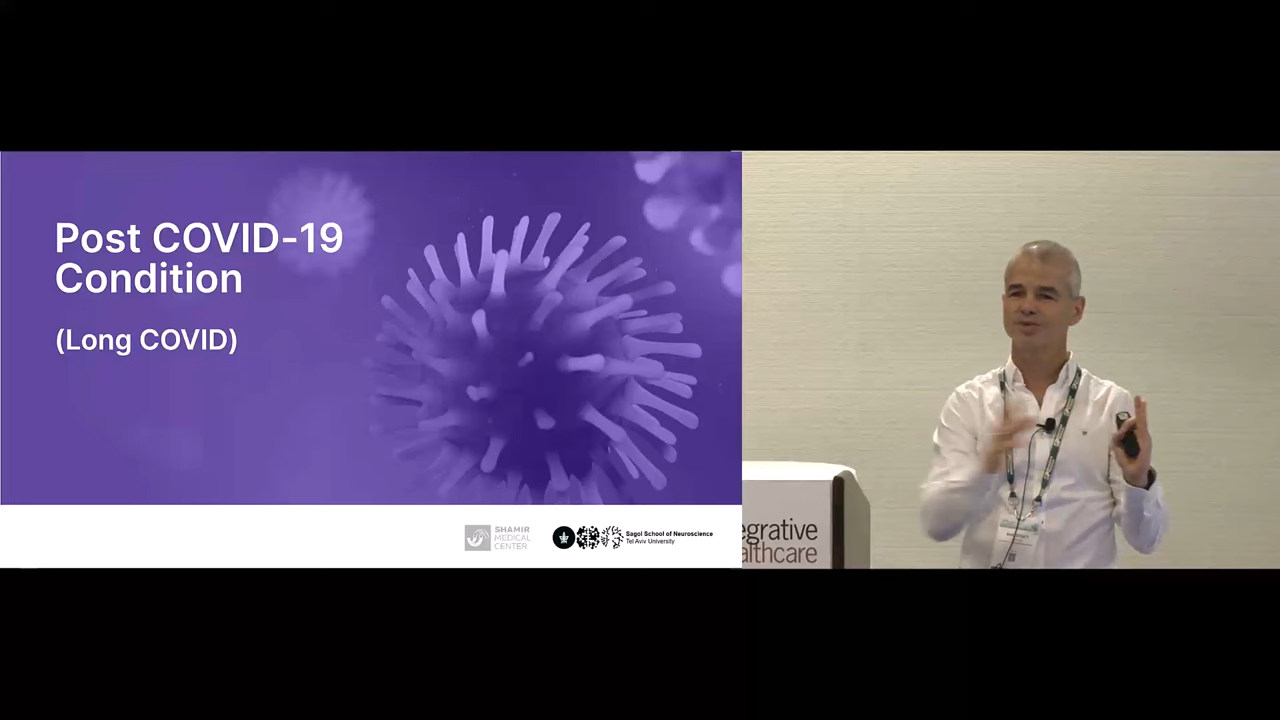 Post COVID-19
Condition
(Long COVID)
SHAMIR
MEDICAL
CENTER
Sagol School of Neuroscience
Tel Aviv University
egrative
althcare